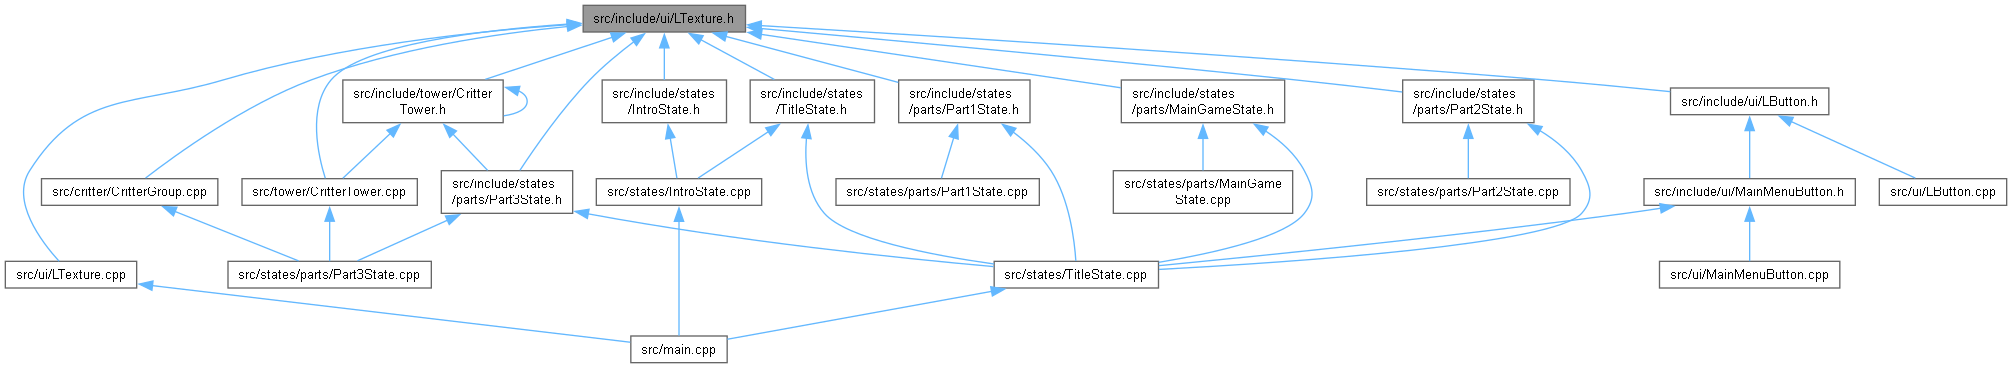 src/include/ui/LTexture.h
src/include/tower/Critter
Tower.h
src/include/states
/IntroState.h
src/include/states
/TitleState.h
src/include/states
/parts/Part1State.h
src/include/states
/parts/MainGameState.h
src/include/states
/parts/Part2State.h
src/include/ui/LButton.h
src/critter/CritterGroup.cpp
src/tower/CritterTower.cpp
src/include/states
/parts/Part3State.h
src/states/IntroState.cpp
src/states/parts/Part1State.cpp
src/states/parts/MainGame
State.cpp
src/states/parts/Part2State.cpp
src/include/ui/MainMenuButton.h
src/ui/LButton.cpp
src/ui/LTexture.cpp
src/states/parts/Part3State.cpp
src/states/TitleState.cpp
src/ui/MainMenuButton.cpp
src/main.cpp